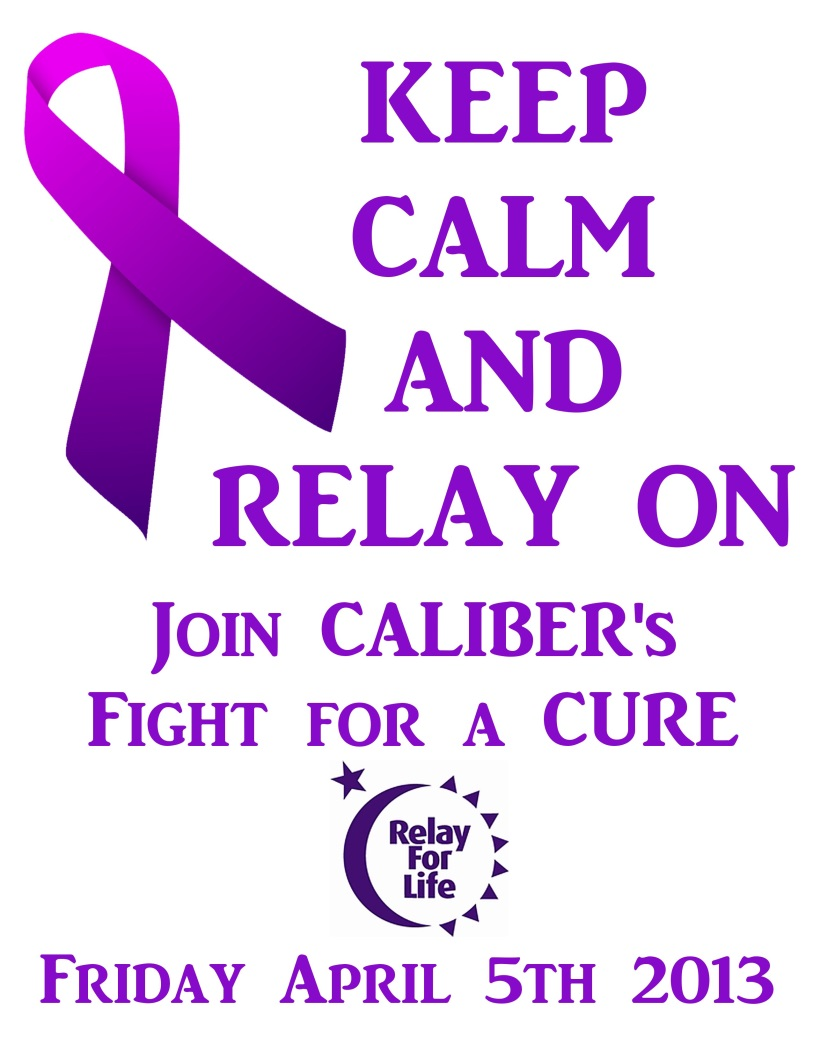 KEEP
CALM
AND
RELAY ON
JOIN CALIBER'S
FIGHT FOR A CURE
Relay
For
Life
FRIDAY APRIL 5TH 2013